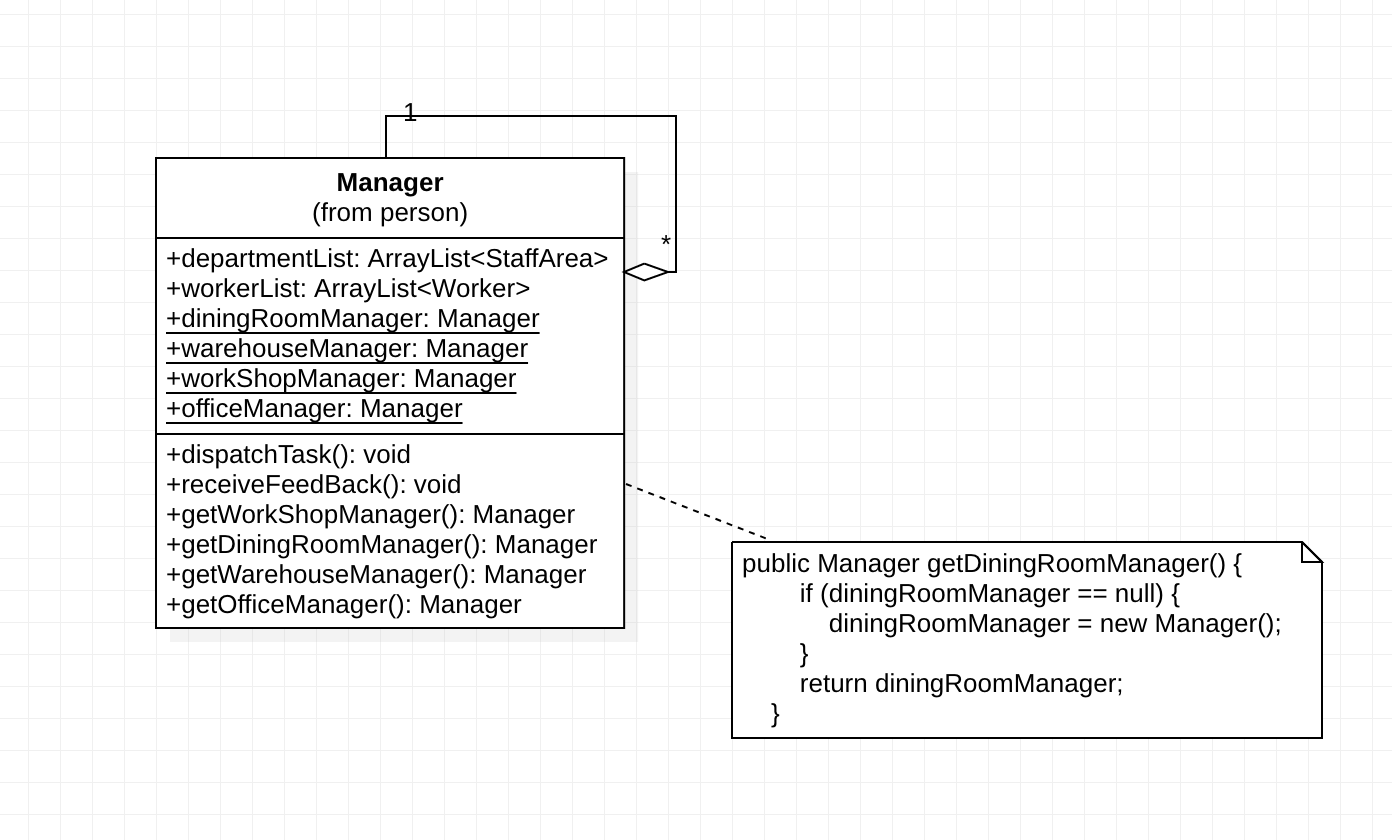 1
Manager
(from person)
*
+departmentList: ArrayList<StaffArea>
+workerList: ArrayList<Worker>
+diningRoomManager: Manager
+warehouseManager: Manager
+workShopManager: Manager
+officeManager: Manager
+dispatchTask(): void
+receiveFeedBack(): void
+getWorkShopManager(): Manager
+getDiningRoomManager(): Manager
+getWarehouseManager(): Manager
+getOfficeManager(): Manager
public Manager getDiningRoomManager() {
if (diningRoomManager == null) {
diningRoomManager = new Manager();
}
return diningRoomManager;
}